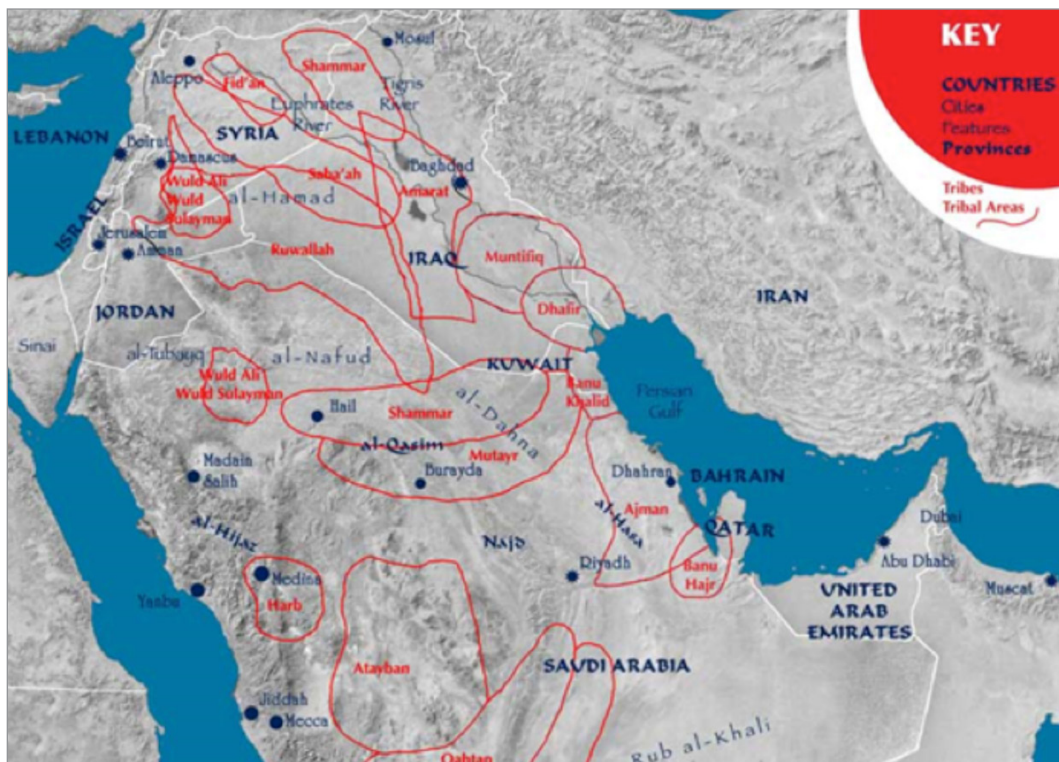 KEY
COUNTRIES
Cities
Features
Provinces
Tribes
Tribal Areas
Mosul
Shammar
Aleppo
Fid'an
Tigris
River
Euphrates
River
SYRIA
LEBANON
Beirut
Damascus
Baghdad
Saba'ah
Amarat
Wuld Ali
Wuld
Sulayman
al-Hamad
ISRAEL
Jerusalem
Amman
Ruwallah
IRAQ
Muntifiq
IRAN
Dhafir
JORDAN
Sinai
al-Tubayq
al-Nafud
KUWAIT
Wuld Ali
Wuld Sulayman
Banu
Khalid
Persian
Gulf
Hail
Shammar
al-Dahna
al-Qasim
Mutayr
Burayda
Madain
Salih
Dhahran
BAHRAIN
al-Hasa
Ajman
QATAR
Dubai
al-Hijaz
Najd
Abu Dhabi
Riyadh
Banu
Hajr
Medina
Muscat
Yanbu
Harb
UNITED
ARAB
EMIRATES
Atayban
SAUDI ARABIA
Jiddah
Mecca
Rub al-Khali
Qahtan